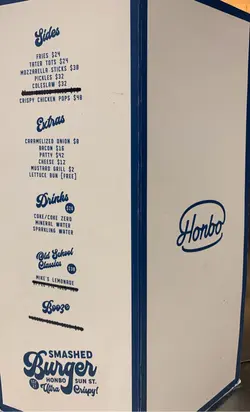 Sides
FRIES $24
TATER TOTS $24
MOZZARELLA STICKS $38
PICKLES $32
COLESLAW $32
CRISPY CHICKEN POPS $48
Extras
CARAMELIZED ONION $8
BACON $16
PATTY $42
CHEESE $12
MUSTARD GRILL $2
LETTUCE BUN [FREE]
Drinks
COKE/COKE ZERO
MINERAL WATER
SPARKLING WATER
Old School
Classics
MIKE'S LEMONADE
Booze
SMASHED
Burger
HONBO SUN ST.
Ultra Crispy!
Honbo